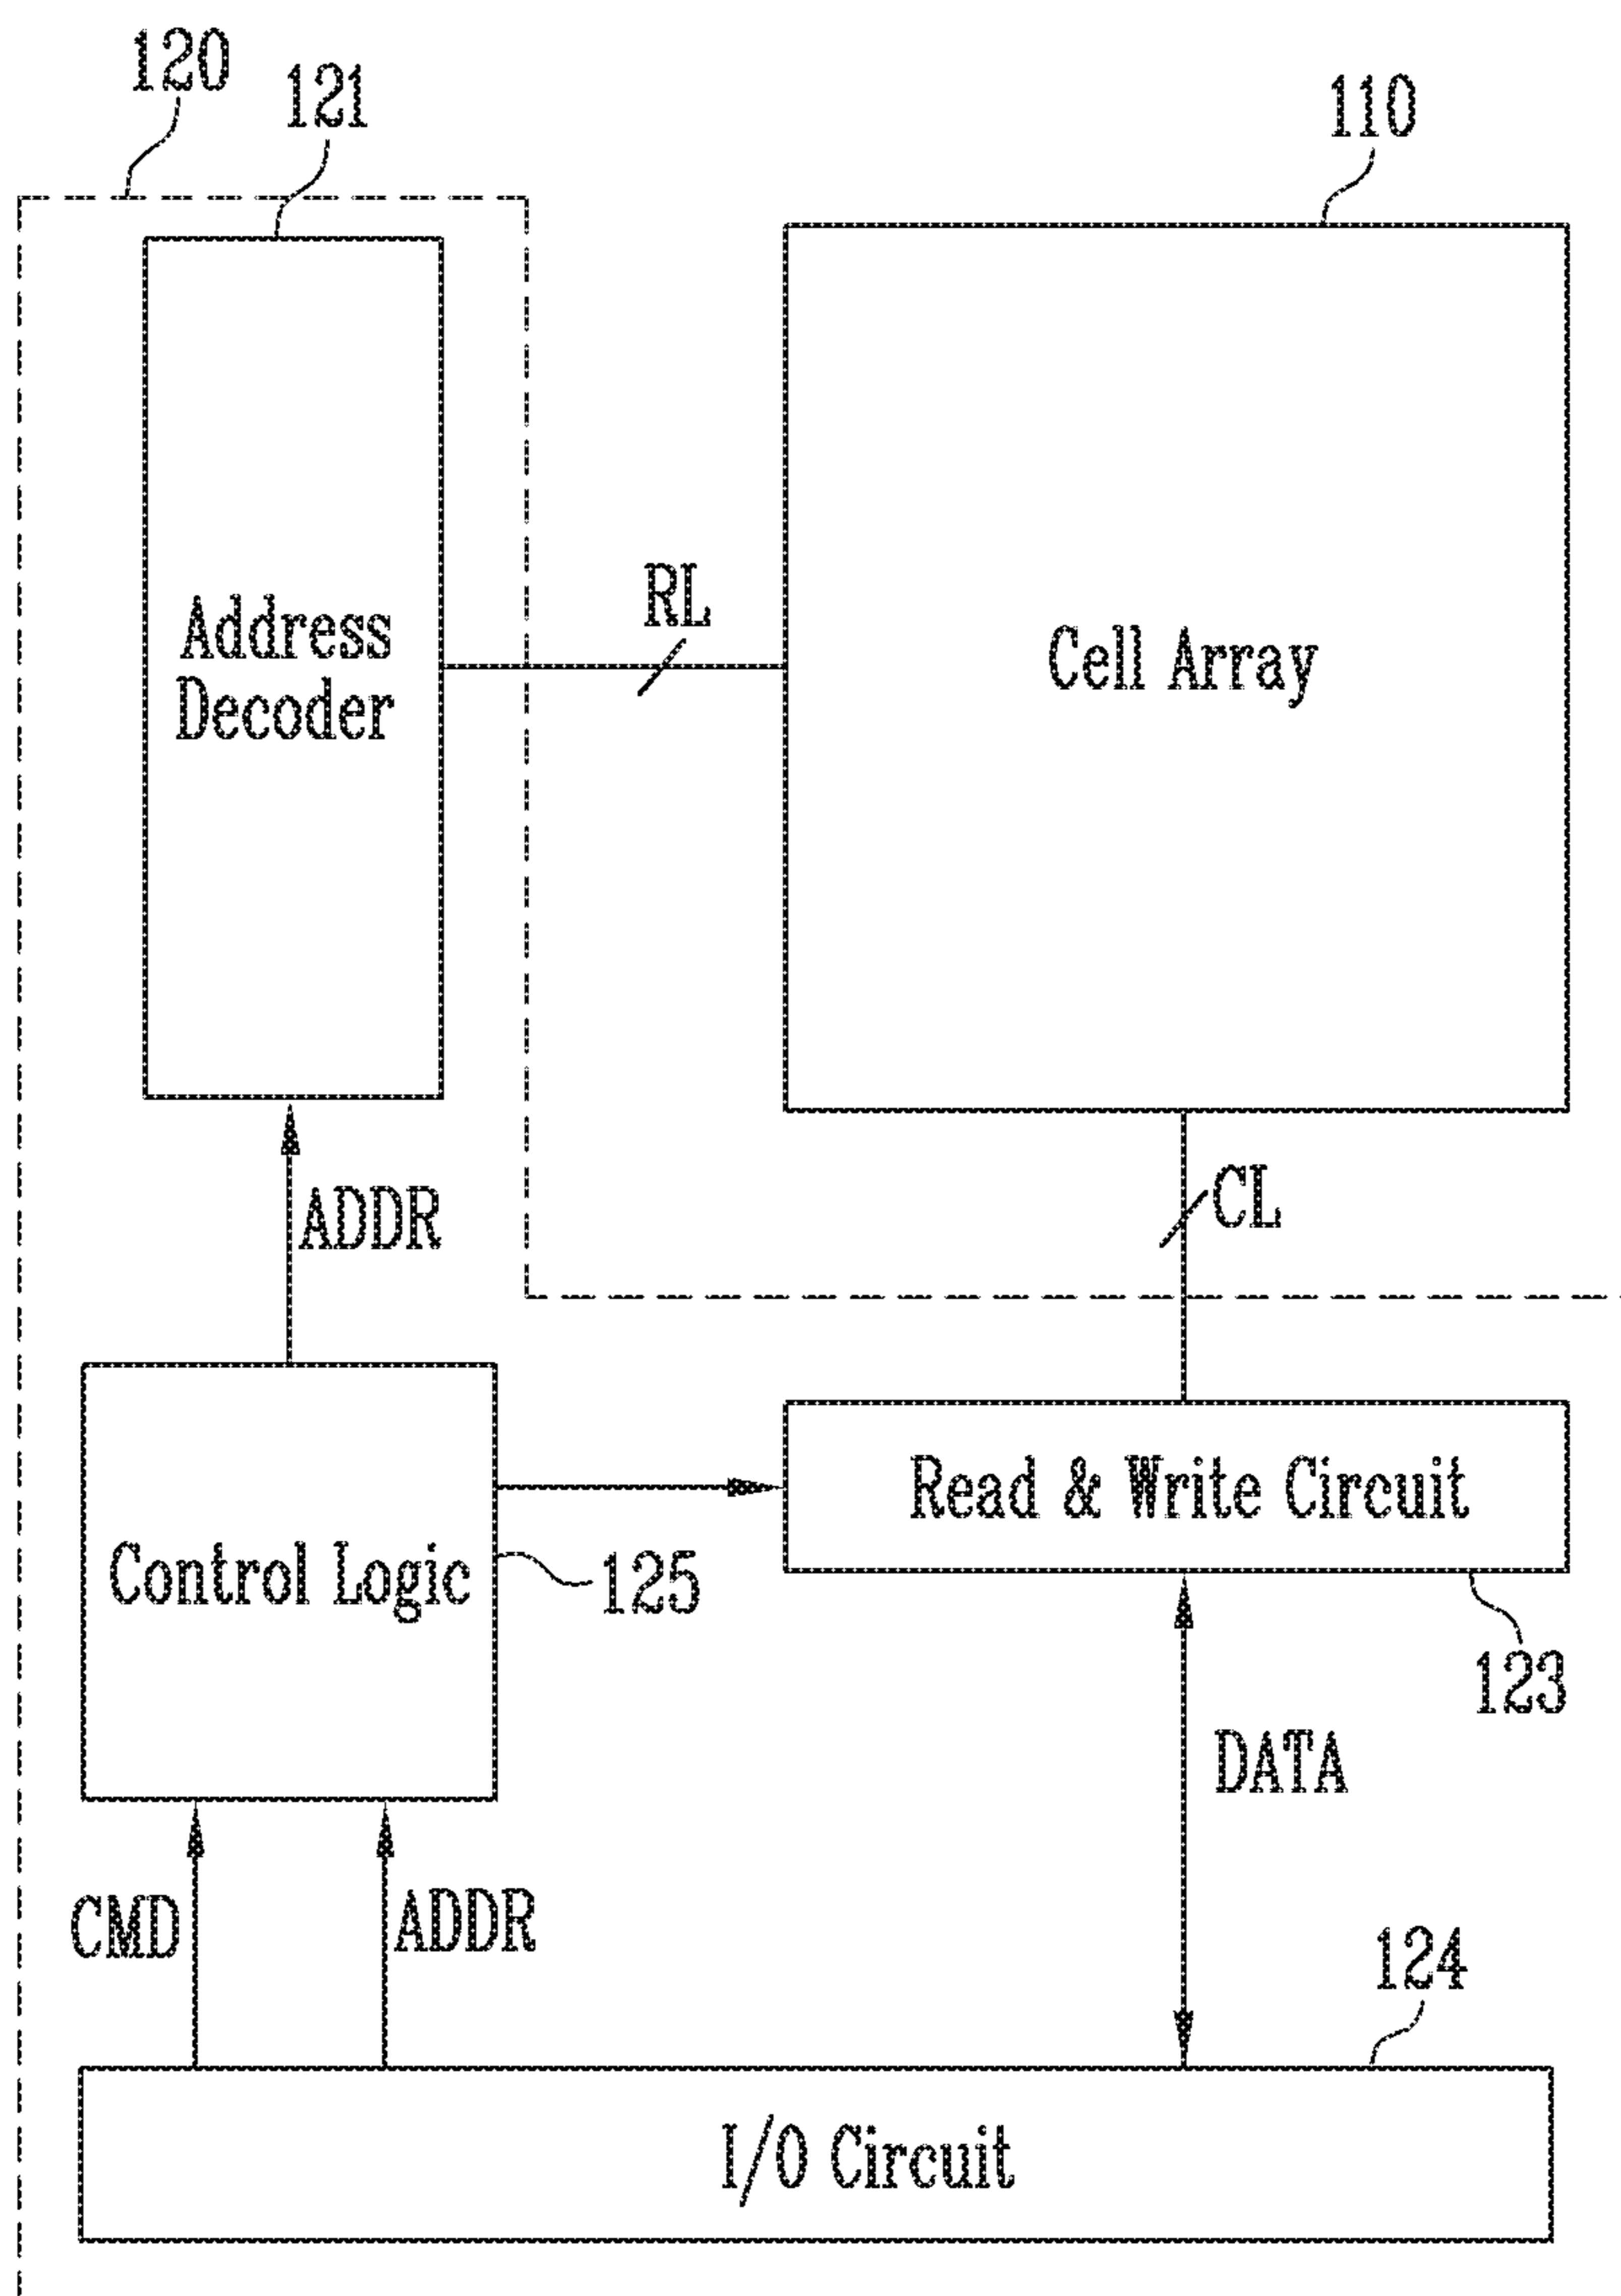 120
121
110
Address
Decoder
RL
Cell Array
ADDR
CL
Control Logic
125
Read & Write Circuit
123
DATA
CMD
ADDR
124
I/O Circuit